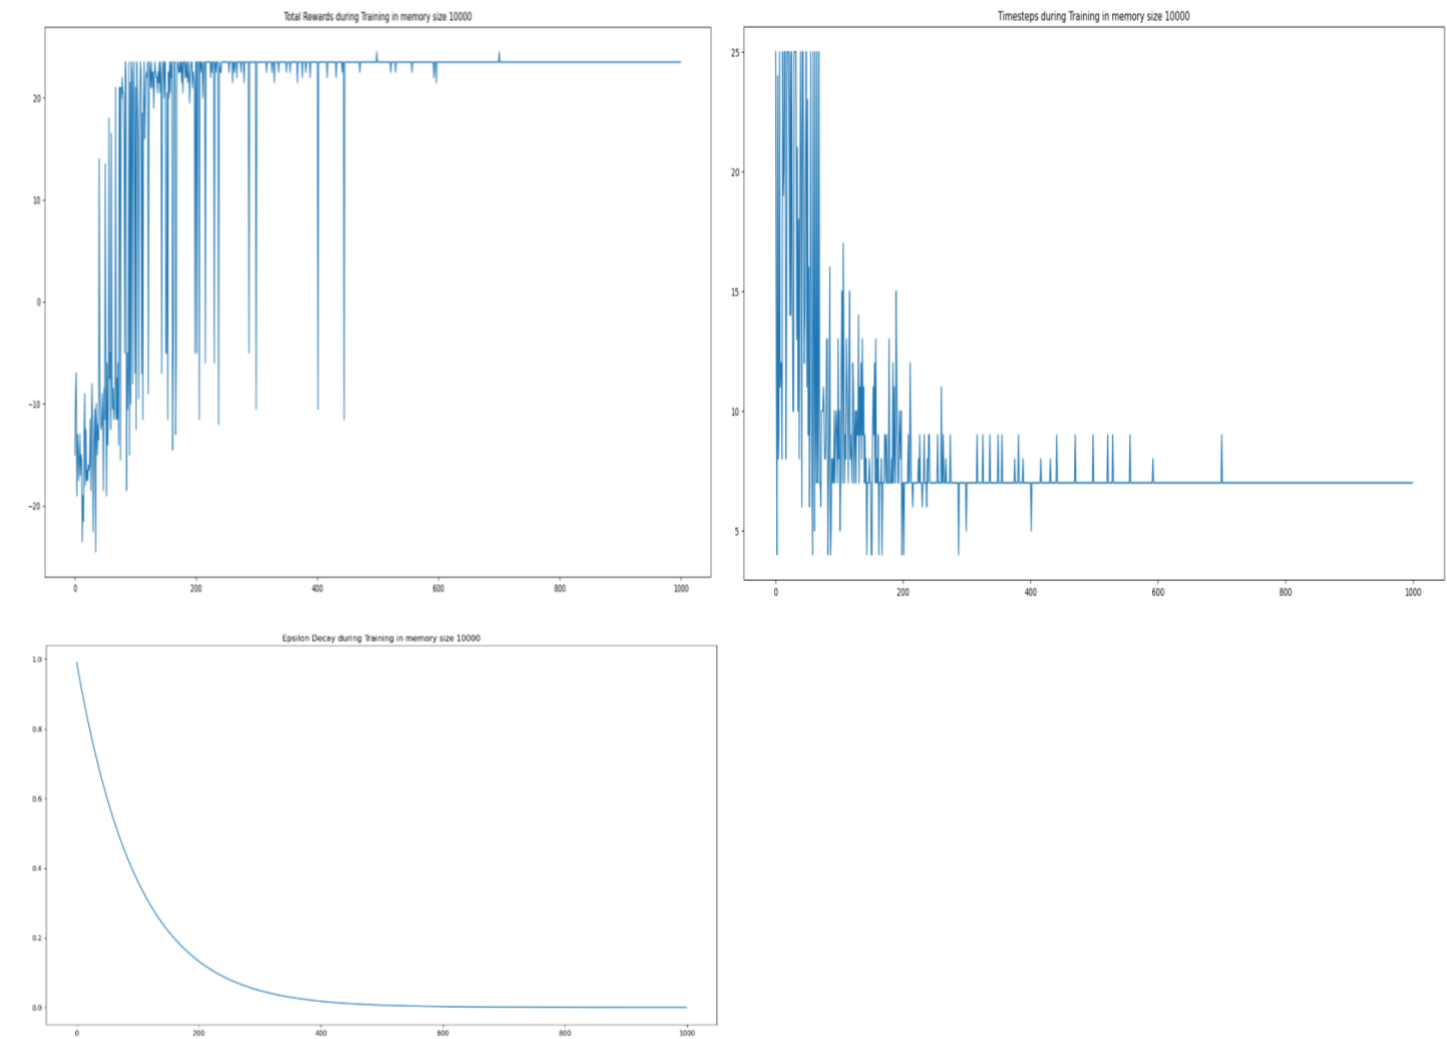 Total Rewards during Training in memory size 10000
20
10
0
−10
−20
0 200 400 600 800 1000
Timesteps during Training in memory size 10000
25
20
15
10
5
0 200 400 600 800 1000
Epsilon Decay during Training in memory size 10000
1.0
0.8
0.6
0.4
0.2
0.0
0 200 400 600 800 1000